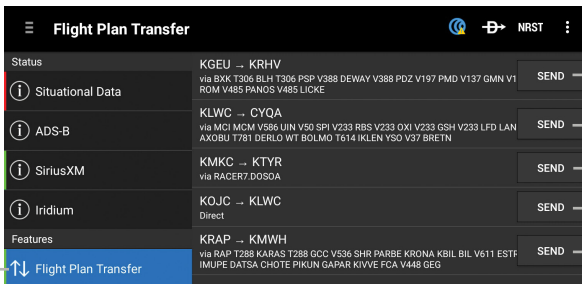 Flight Plan Transfer
NRST
Status
Situational Data
ADS-B
SiriusXM
Iridium
Features
Flight Plan Transfer
KGEU → KRHV
via BXK T306 BLH T306 PSP V388 DEWAY V388 PDZ V197 PMD V137 GMN V1
ROM V485 PANOS V485 LICKE
SEND
KLWC → CYQA
via MCI MCM V586 UIN V50 SPI V233 RBS V233 OXI V233 GSH V233 LFD LAN
AXOBU T781 DERLO WT BOLMO T614 IKLEN YSO V37 BRETN
SEND
KMKC → KTYR
via RACER7.DOSOA
SEND
KOJC → KLWC
Direct
SEND
KRAP → KMWH
via RAP T288 KARAS T288 GCC V536 SHR PARBE KRONA KBIL BIL V611 ESTR
IMUPE DATSA CHOTE PIKUN GAPAR KIVVE FCA V448 GEG
SEND